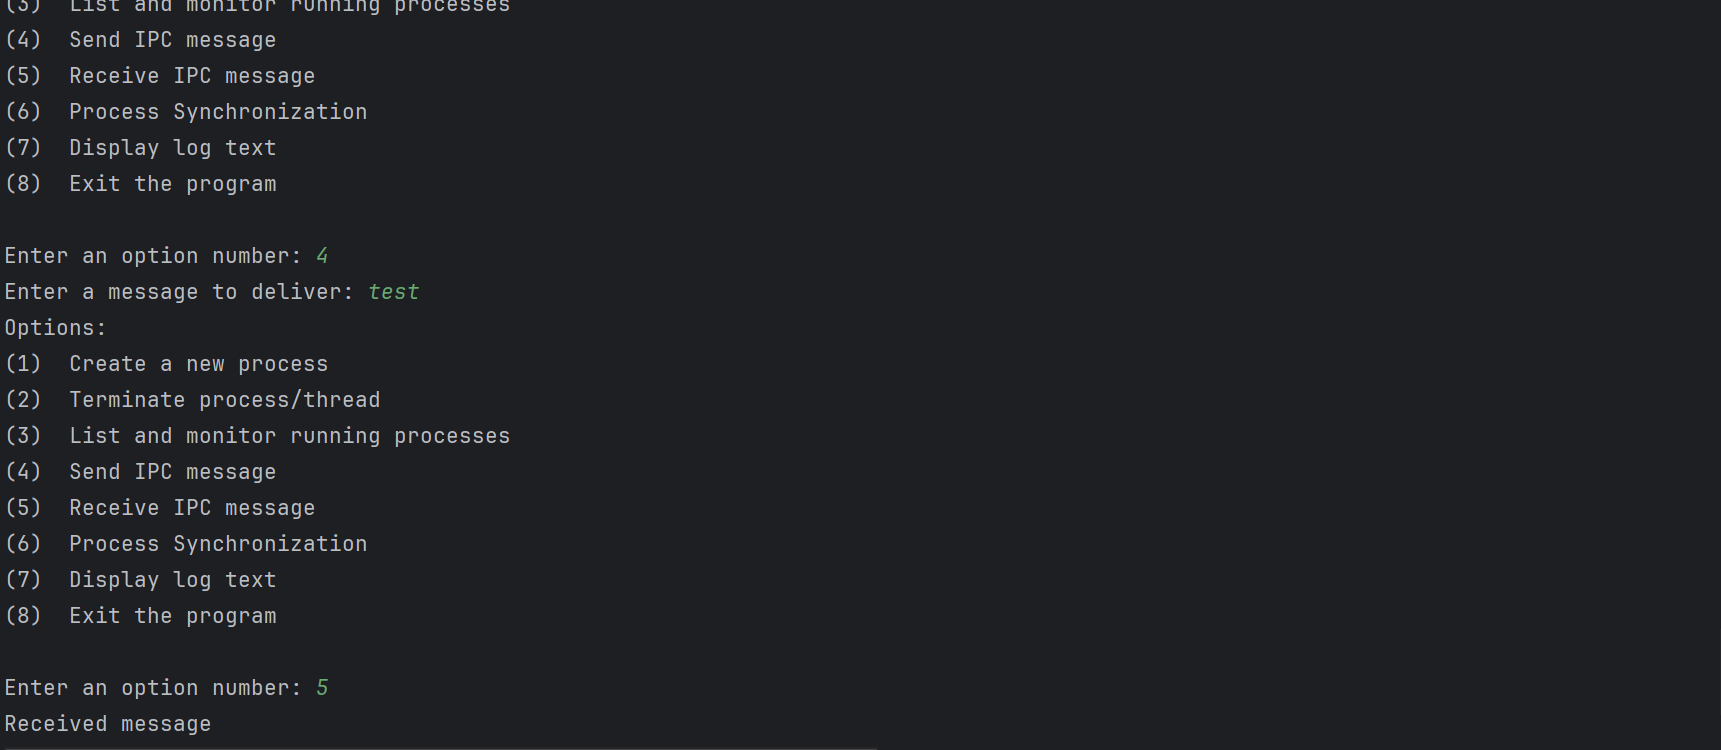 (3)  List and monitor running processes
(4)  Send IPC message
(5)  Receive IPC message
(6)  Process Synchronization
(7)  Display log text
(8)  Exit the program
Enter an option number: 4
Enter a message to deliver: test
Options:
(1)  Create a new process
(2)  Terminate process/thread
(3)  List and monitor running processes
(4)  Send IPC message
(5)  Receive IPC message
(6)  Process Synchronization
(7)  Display log text
(8)  Exit the program
Enter an option number: 5
Received message